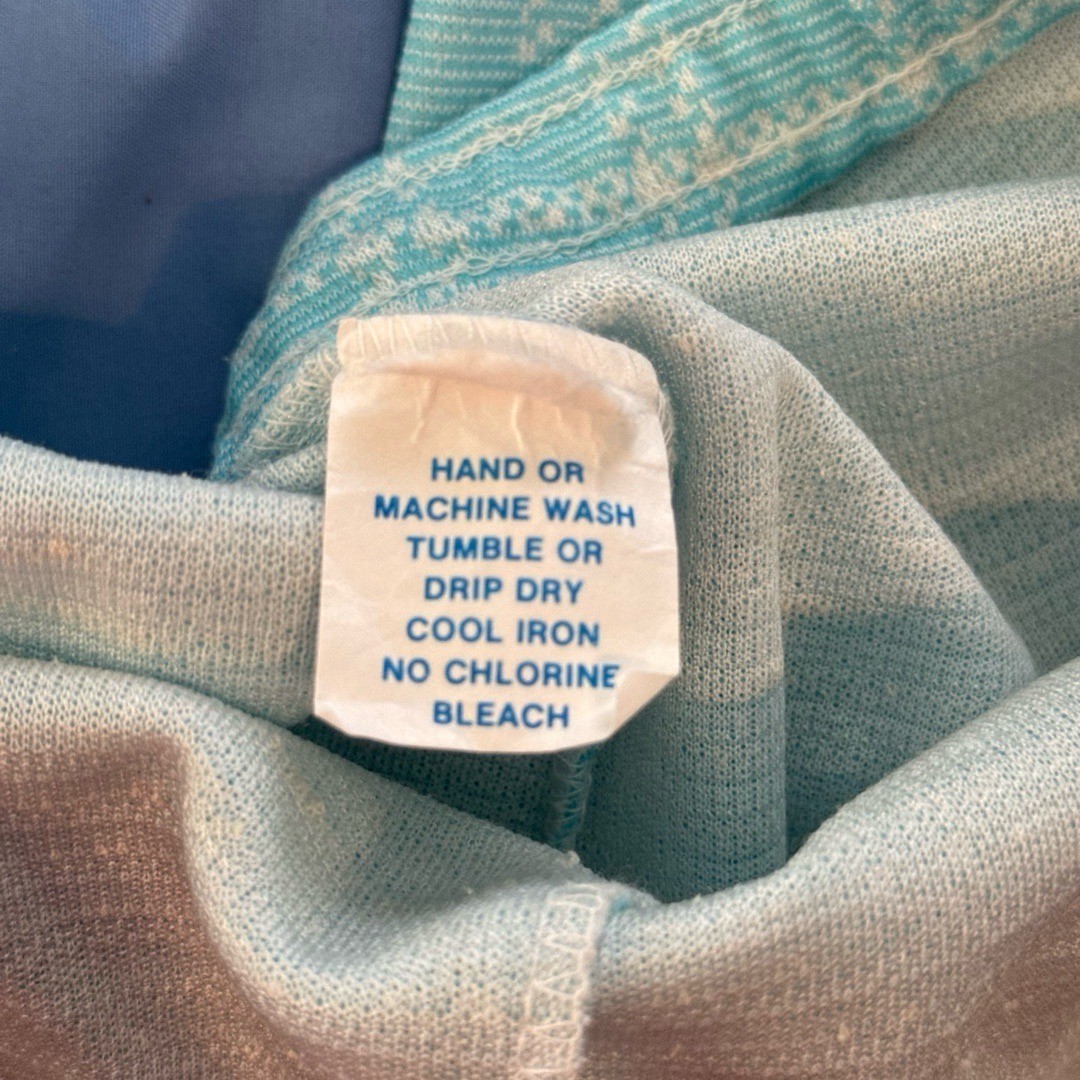 HAND OR
MACHINE WASH
TUMBLE OR
DRIP DRY
COOL IRON
NO CHLORINE
BLEACH